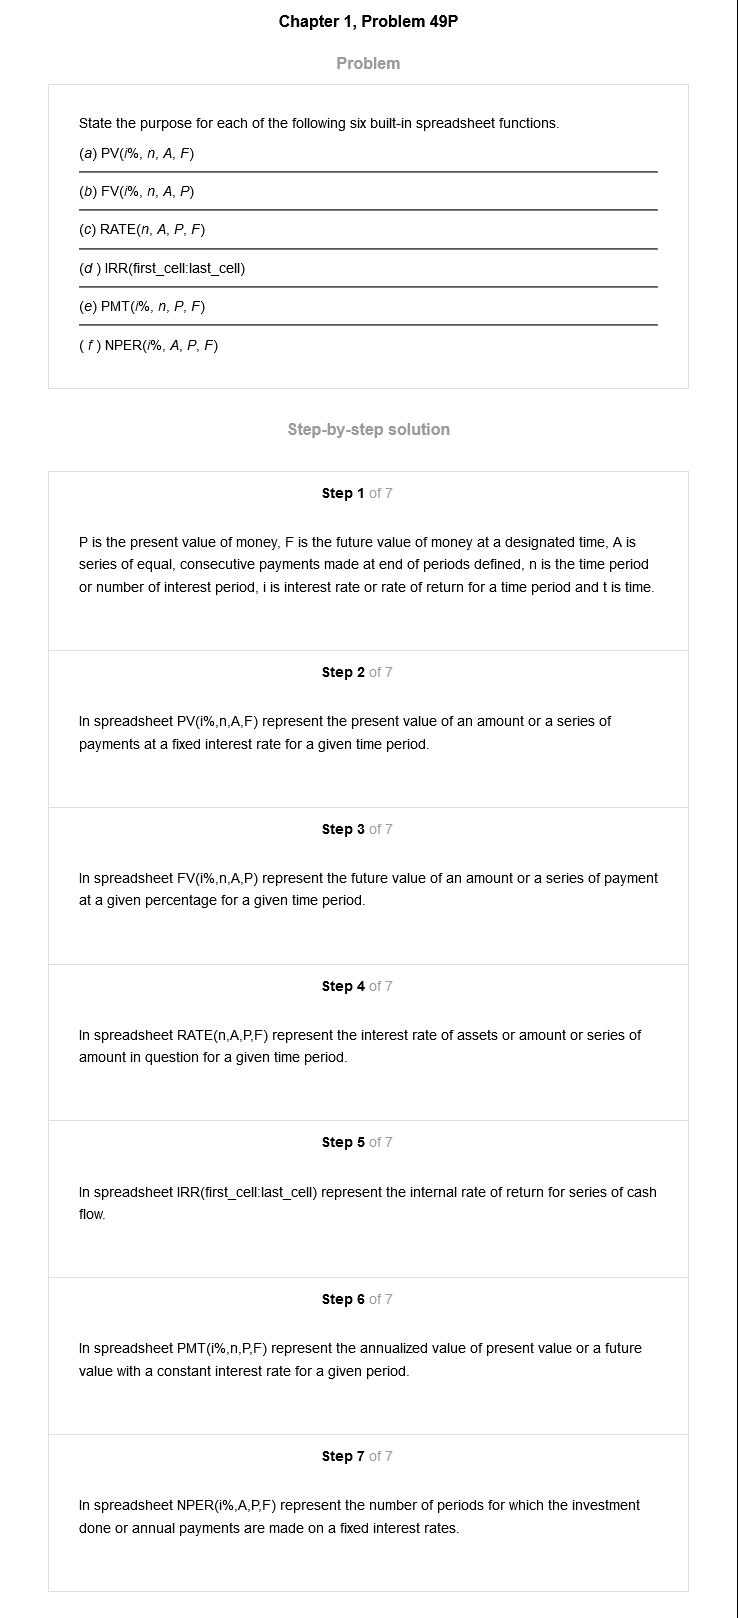 Chapter 1, Problem 49P
Problem
State the purpose for each of the following six built-in spreadsheet functions.
(a) PV(i%, n, A, F)
(b) FV(i%, n, A, P)
(c) RATE(n, A, P, F)
(d ) IRR(first_cell:last_cell)
(e) PMT(i%, n, P, F)
( f ) NPER(i%, A, P, F)
Step-by-step solution
Step 1 of 7
P is the present value of money, F is the future value of money at a designated time, A is
series of equal, consecutive payments made at end of periods defined, n is the time period
or number of interest period, i is interest rate or rate of return for a time period and t is time.
Step 2 of 7
In spreadsheet PV(i%,n,A,F) represent the present value of an amount or a series of
payments at a fixed interest rate for a given time period.
Step 3 of 7
In spreadsheet FV(i%,n,A,P) represent the future value of an amount or a series of payment
at a given percentage for a given time period.
Step 4 of 7
In spreadsheet RATE(n,A,P,F) represent the interest rate of assets or amount or series of
amount in question for a given time period.
Step 5 of 7
In spreadsheet IRR(first_cell:last_cell) represent the internal rate of return for series of cash
flow.
Step 6 of 7
In spreadsheet PMT(i%,n,P,F) represent the annualized value of present value or a future
value with a constant interest rate for a given period.
Step 7 of 7
In spreadsheet NPER(i%,A,P,F) represent the number of periods for which the investment
done or annual payments are made on a fixed interest rates.